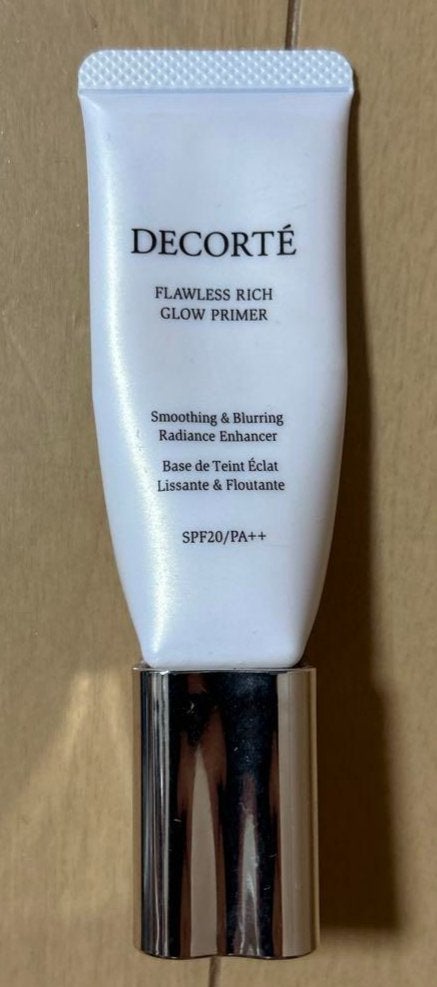 DECORTÉ
FLAWLESS RICH
GLOW PRIMER
Smoothing & Blurring
Radiance Enhancer
Base de Teint Éclat
Lissante & Floutante
SPF20/PA++